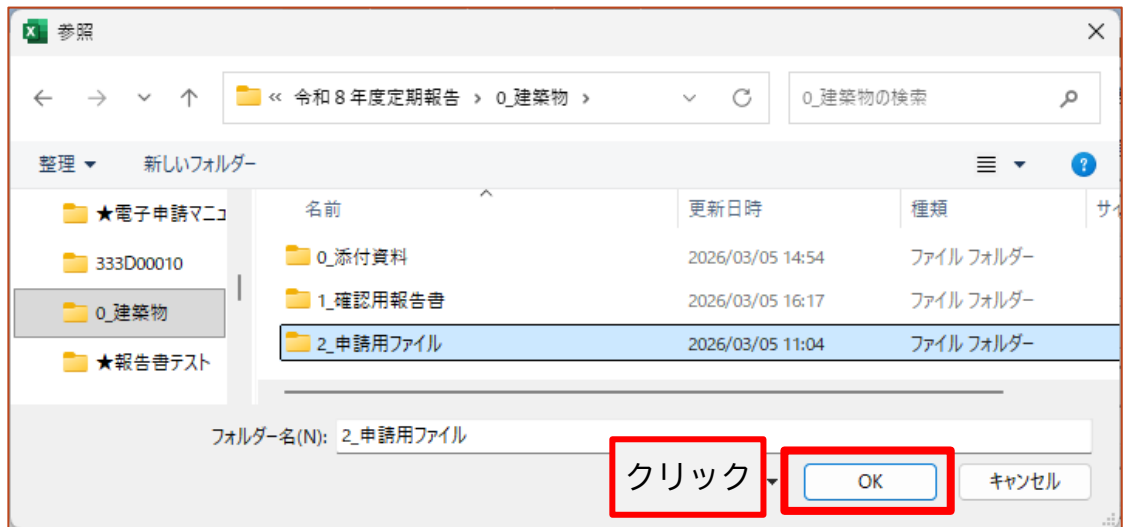 参照
« 令和８年度定期報告 › 0_建築物 ›
0_建築物の検索
整理
新しいフォルダー
名前 更新日時 種類
★電子申請マニュ
333D00010
0_建築物
★報告書テスト
0_添付資料 2026/03/05 14:54 ファイル フォルダー
1_確認用報告書 2026/03/05 16:17 ファイル フォルダー
2_申請用ファイル 2026/03/05 11:04 ファイル フォルダー
フォルダー名(N): 2_申請用ファイル
クリック
OK
キャンセル